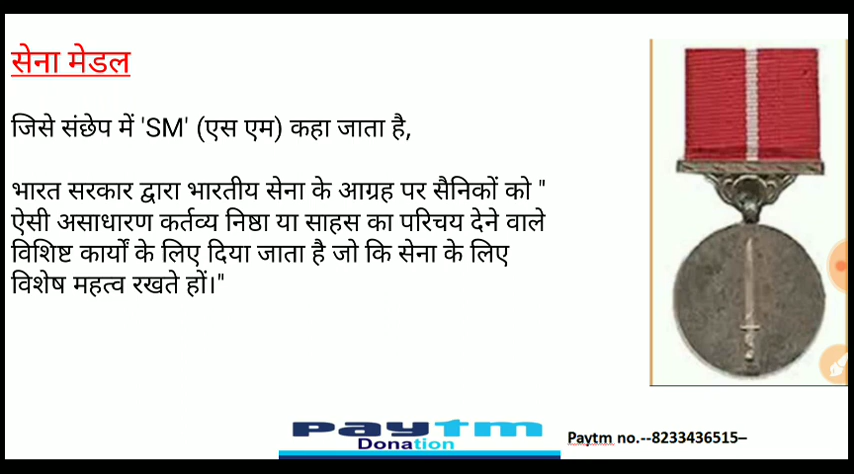 सेना मेडल
जिसे संछेप में 'SM' (एस एम) कहा जाता है,
भारत सरकार द्वारा भारतीय सेना के आग्रह पर सैनिकों को "
ऐसी असाधारण कर्तव्य निष्ठा या साहस का परिचय देने वाले
विशिष्ट कार्यों के लिए दिया जाता है जो कि सेना के लिए
विशेष महत्व रखते हों।"
paytm
Donation
Paytm no.--8233436515–